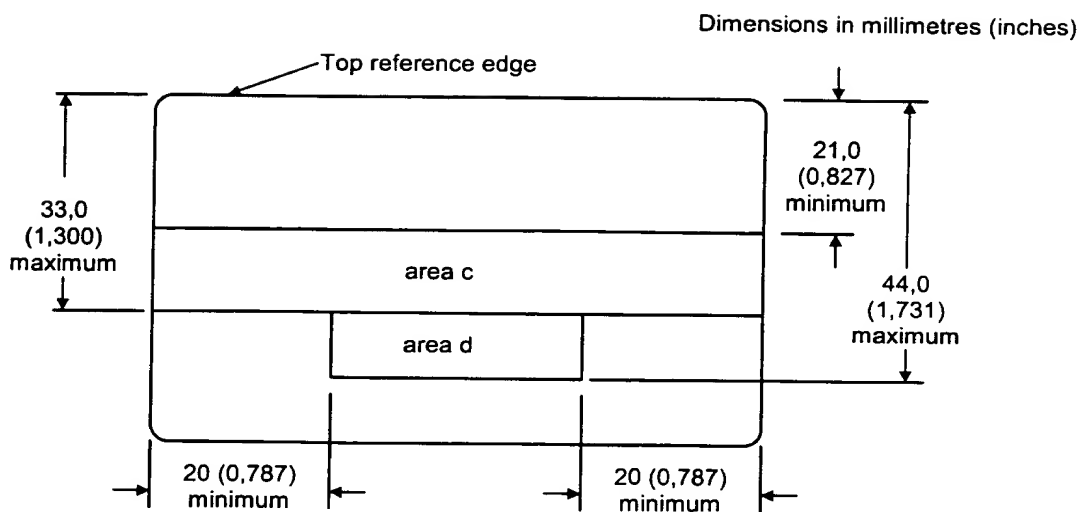 Dimensions in millimetres (inches)
Top reference edge
33,0
(1,300)
maximum
21,0
(0,827)
minimum
area c
44,0
(1,731)
maximum
area d
20 (0,787)
minimum
20 (0,787)
minimum